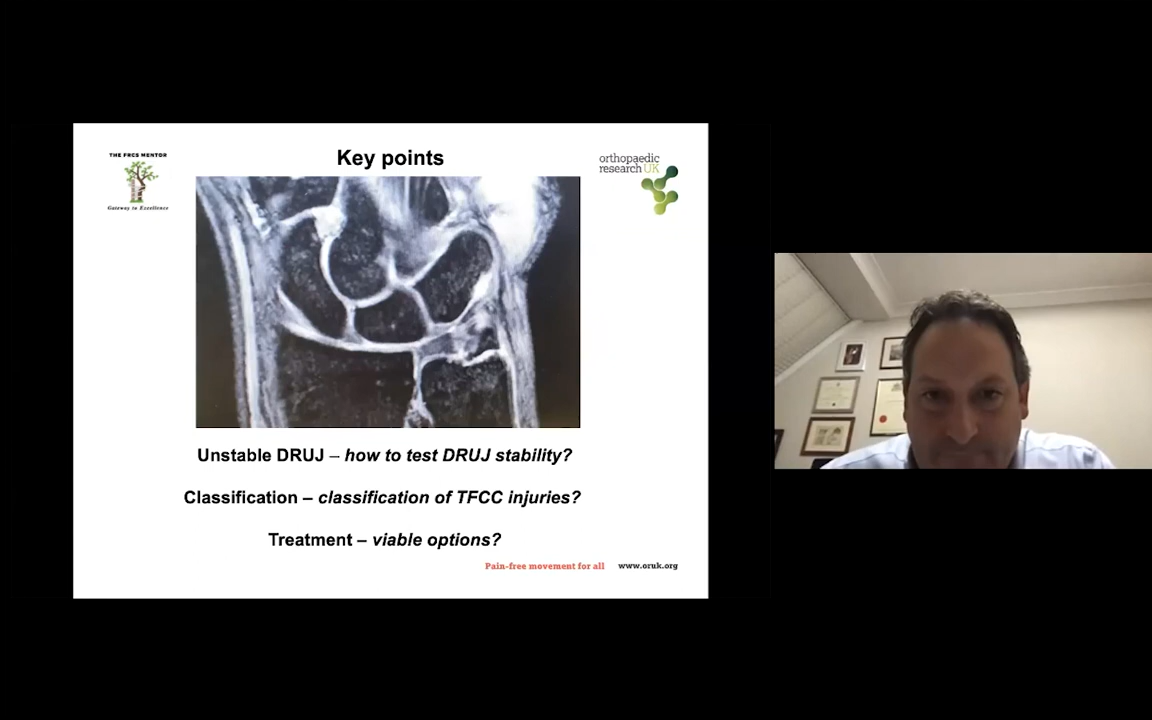 THE FRCS MENTOR
Gateway to Excellence
Key points
orthopaedic
research UK
Unstable DRUJ – how to test DRUJ stability?
Classification – classification of TFCC injuries?
Treatment – viable options?
Pain-free movement for all www.oruk.org